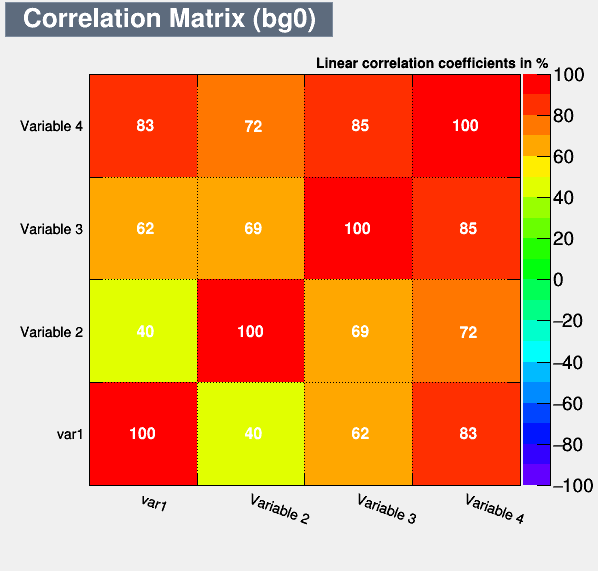 Correlation Matrix (bg0)
Linear correlation coefficients in %
100
80
60
40
20
0
−20
−40
−60
−80
−100
Variable 4 83 72 85 100
Variable 3 62 69 100 85
Variable 2 40 100 69 72
var1 100 40 62 83
var1 Variable 2 Variable 3 Variable 4